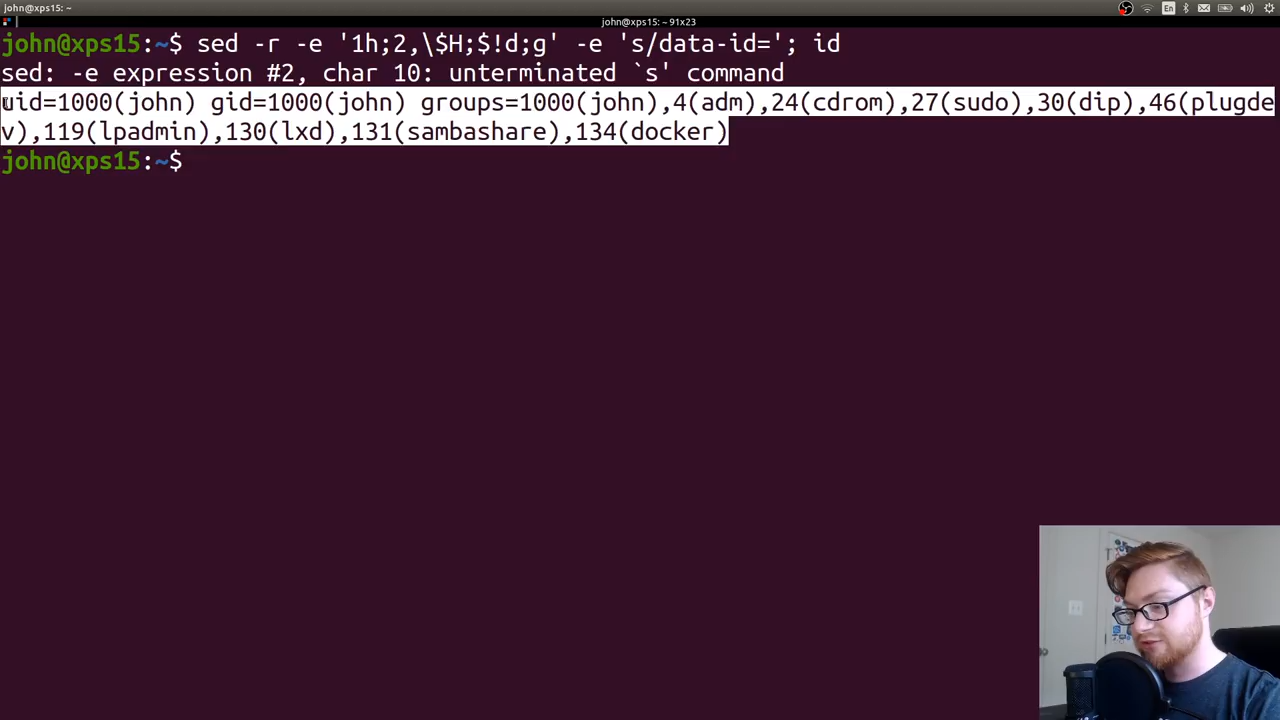 john@xps15: ~
john@xps15: ~ 91x23
En
john@xps15:~$ sed -r -e '1h;2,\$H;$!d;g' -e 's/data-id='; id
sed: -e expression #2, char 10: unterminated `s' command
uid=1000(john) gid=1000(john) groups=1000(john),4(adm),24(cdrom),27(sudo),30(dip),46(plugde
v),119(lpadmin),130(lxd),131(sambashare),134(docker)
john@xps15:~$